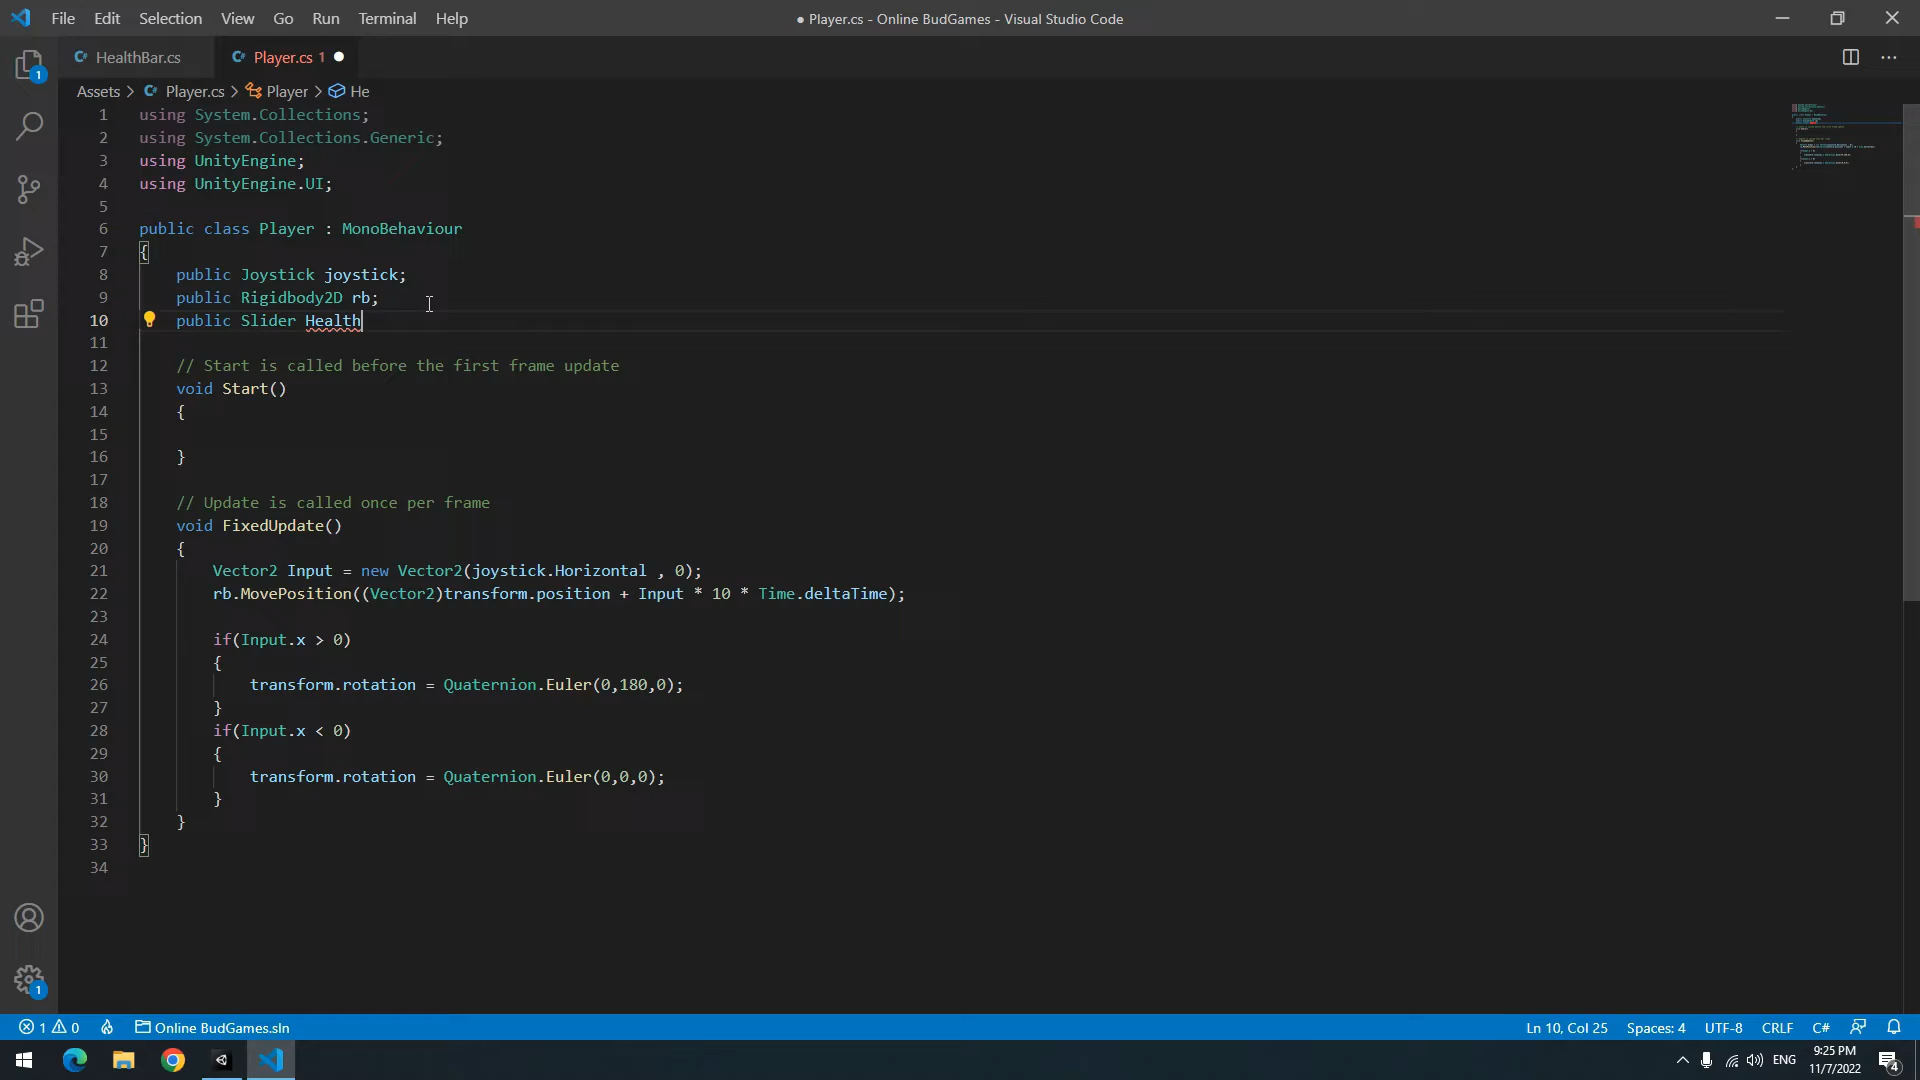 File Edit Selection View Go Run Terminal Help
● Player.cs - Online BudGames - Visual Studio Code
HealthBar.cs
Player.cs 1 ●
Assets > Player.cs > Player > He
1 using System.Collections;
2 using System.Collections.Generic;
3 using UnityEngine;
4 using UnityEngine.UI;
5
6 public class Player : MonoBehaviour
7 {
8 public Joystick joystick;
9 public Rigidbody2D rb;
10 public Slider Health
11
12 // Start is called before the first frame update
13 void Start()
14 {
15
16 }
17
18 // Update is called once per frame
19 void FixedUpdate()
20 {
21 Vector2 Input = new Vector2(joystick.Horizontal , 0);
22 rb.MovePosition((Vector2)transform.position + Input * 10 * Time.deltaTime);
23
24 if(Input.x > 0)
25 {
26 transform.rotation = Quaternion.Euler(0,180,0);
27 }
28 if(Input.x < 0)
29 {
30 transform.rotation = Quaternion.Euler(0,0,0);
31 }
32 }
33 }
34
1
1
1 0 Online BudGames.sln
Ln 10, Col 25 Spaces: 4 UTF-8 CRLF C#
ENG
9:25 PM
11/7/2022
4